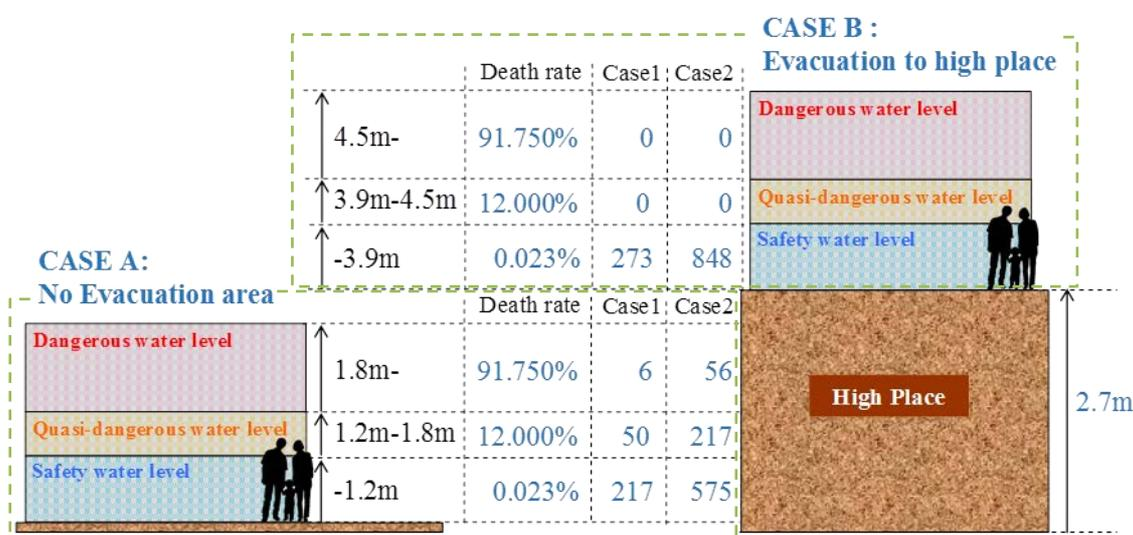 CASE B :
Evacuation to high place
Death rate Case1 Case2
4.5m- 91.750% 0 0
Dangerous water level
3.9m-4.5m 12.000% 0 0
Quasi-dangerous water level
-3.9m 0.023% 273 848
Safety water level
CASE A:
No Evacuation area
Death rate Case1 Case2
Dangerous water level
1.8m- 91.750% 6 56
Quasi-dangerous water level
1.2m-1.8m 12.000% 50 217
Safety water level
-1.2m 0.023% 217 575
High Place
2.7m